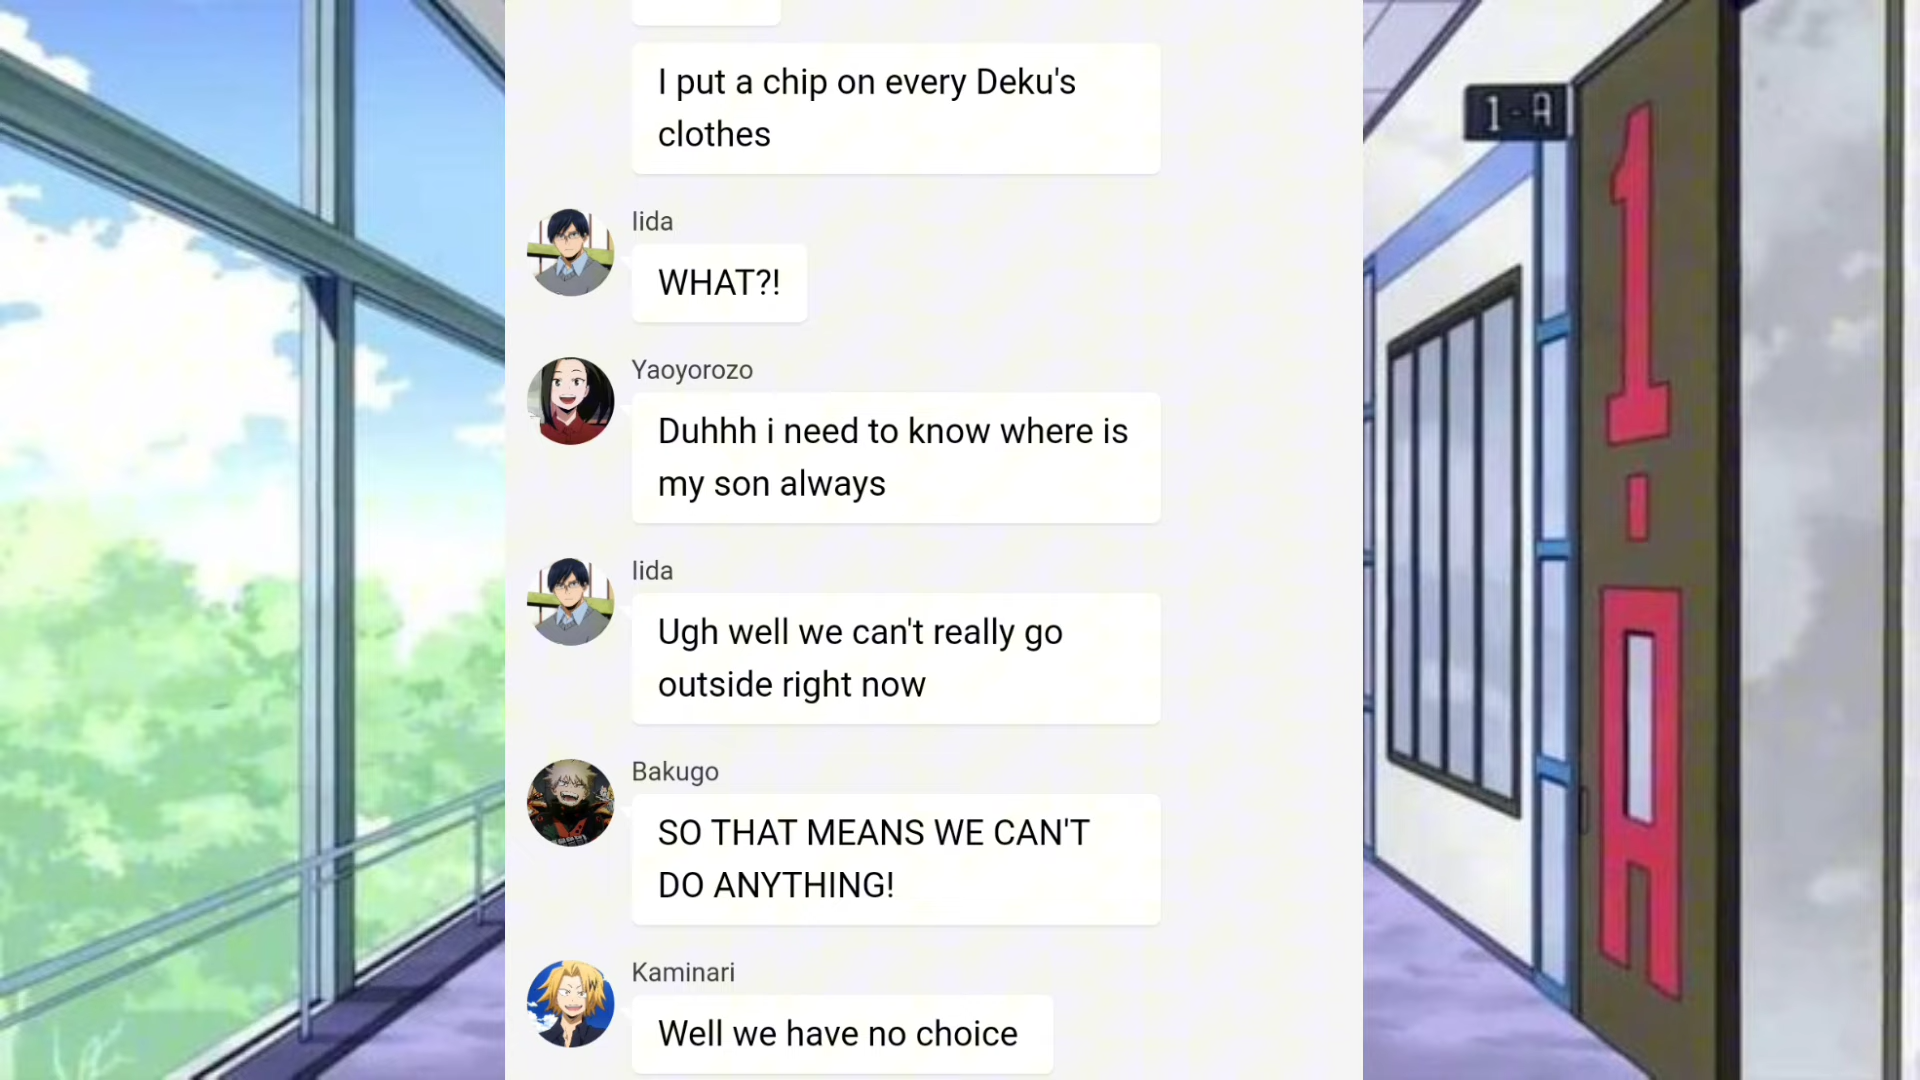 I put a chip on every Deku's
clothes
Iida
WHAT?!
Yaoyorozo
Duhhh i need to know where is
my son always
Iida
Ugh well we can't really go
outside right now
Bakugo
SO THAT MEANS WE CAN'T
DO ANYTHING!
Kaminari
Well we have no choice
1-A
1-A